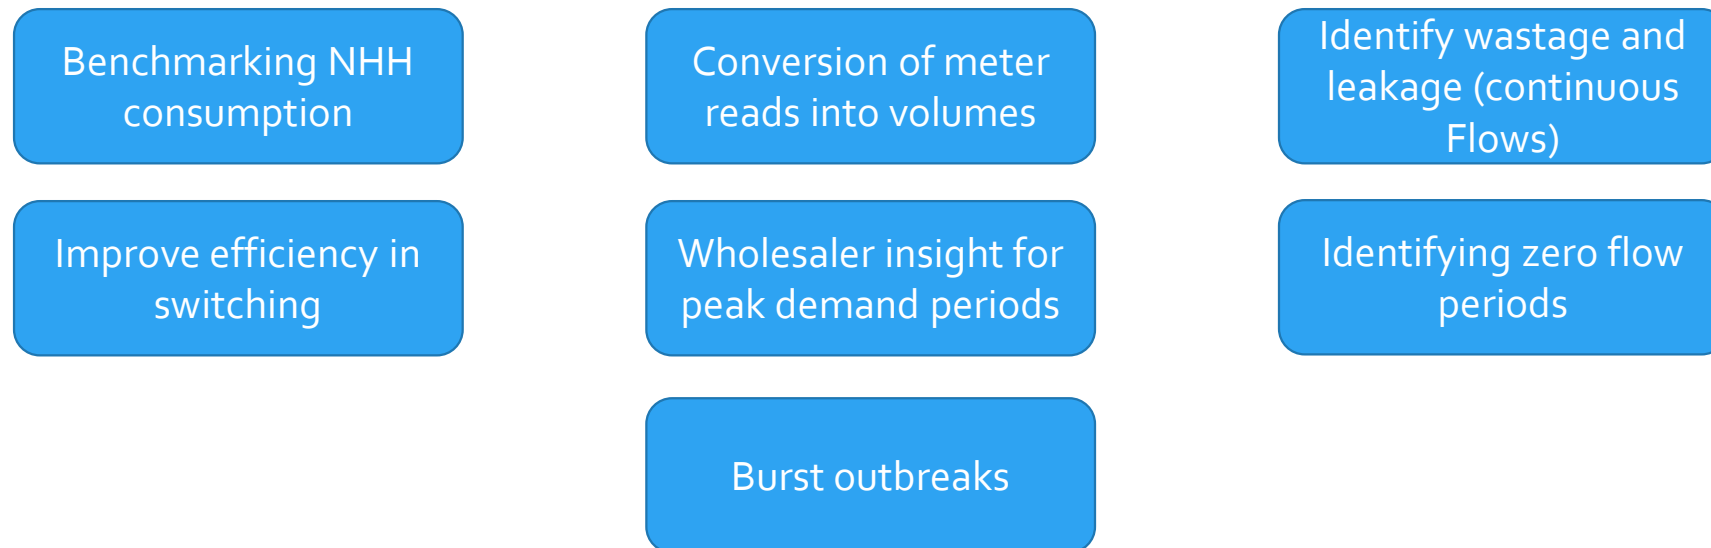 Benchmarking NHH
consumption
Conversion of meter
reads into volumes
Identify wastage and
leakage (continuous
Flows)
Improve efficiency in
switching
Wholesaler insight for
peak demand periods
Identifying zero flow
periods
Burst outbreaks